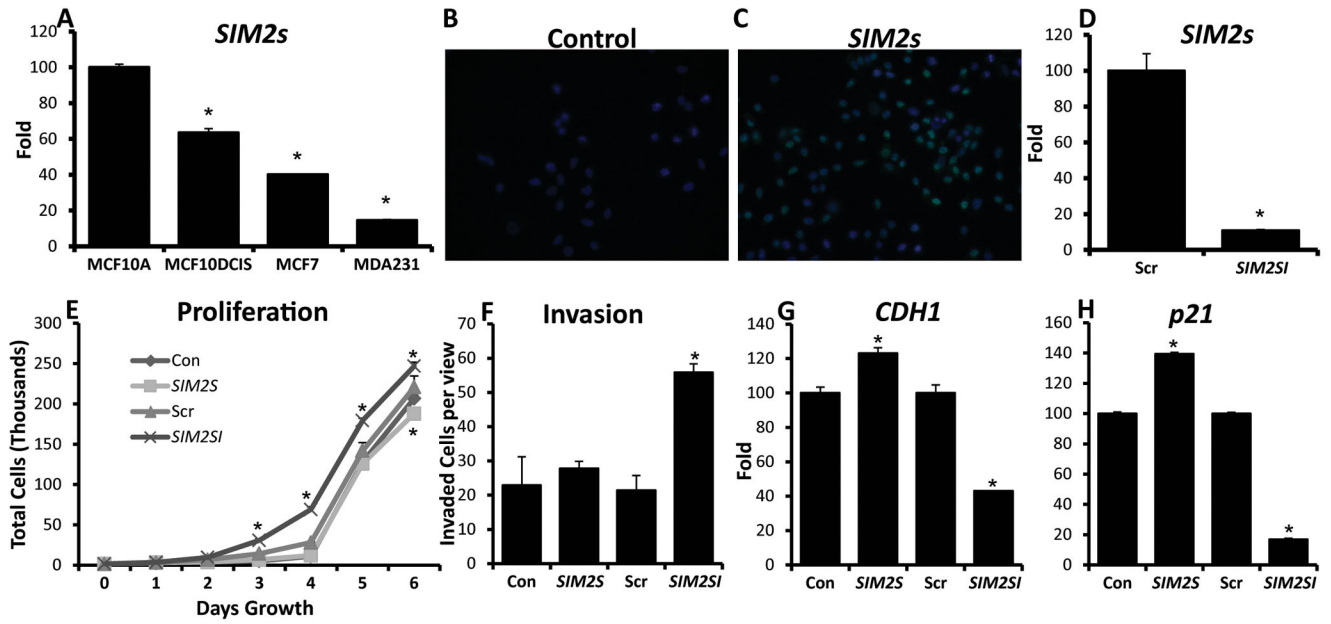 A
SIM2s
120
100
80
60
40
20
0
Fold
*
*
*
MCF10A MCF10DCIS MCF7 MDA231
B
Control
C
SIM2s
D
SIM2s
120
100
80
60
40
20
0
Fold
*
Scr SIM2SI
E
Proliferation
300
250
200
150
100
50
0
Total Cells (Thousands)
Con
SIM2S
Scr
SIM2SI
*
*
*
*
*
0 1 2 3 4 5 6
Days Growth
F
Invasion
70
60
50
40
30
20
10
0
Invaded Cells per view
*
Con SIM2S Scr SIM2SI
G
CDH1
140
120
100
80
60
40
20
0
Fold
*
*
Con SIM2S Scr SIM2SI
H
p21
160
140
120
100
80
60
40
20
0
*
*
Con SIM2S Scr SIM2SI